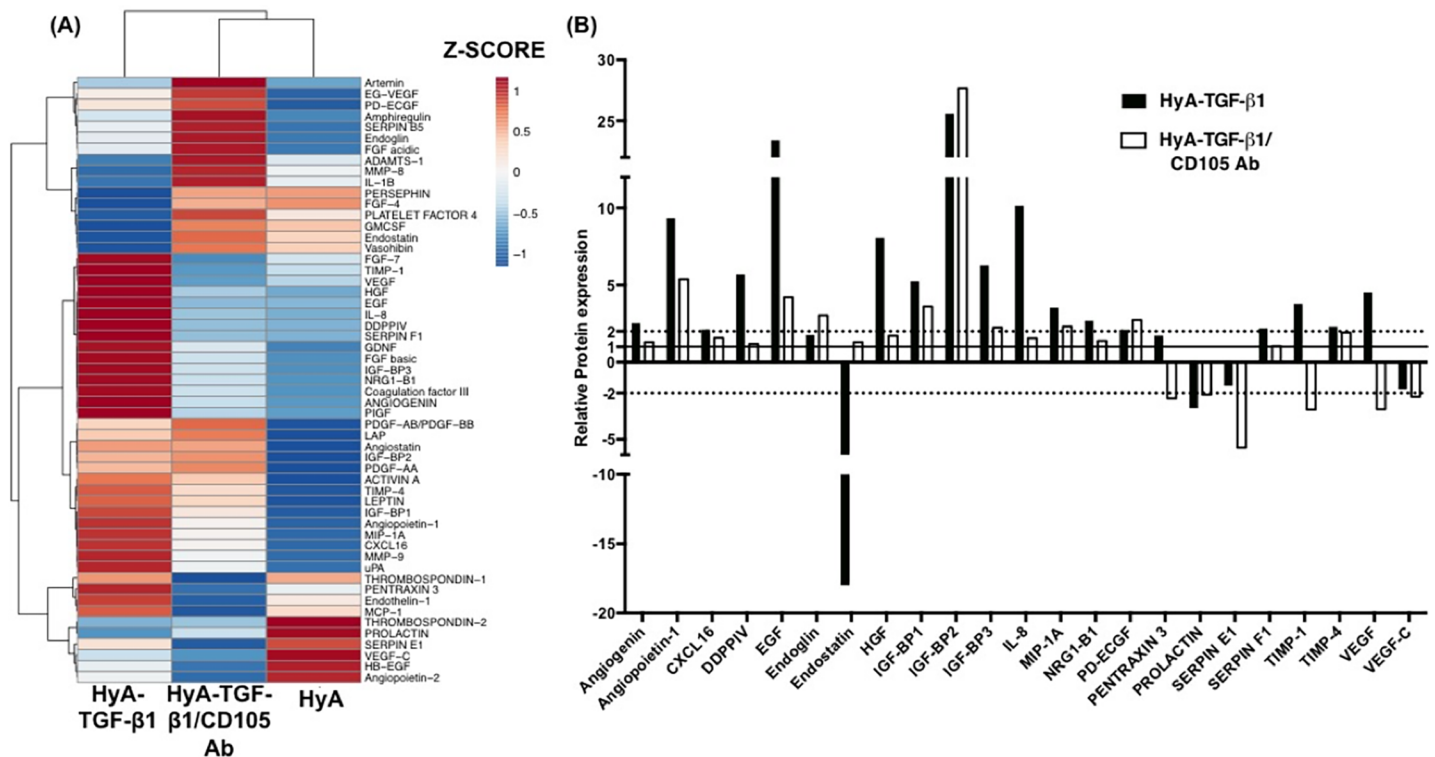 (A)
Z-SCORE
1
0.5
0
−0.5
−1
Artemin
EG−VEGF
PD−ECGF
Amphiregulin
SERPIN B5
Endoglin
FGF acidic
ADAMTS−1
MMP−8
IL−1B
PERSEPHIN
FGF−4
PLATELET FACTOR 4
GMCSF
Endostatin
Vasohibin
FGF−7
TIMP−1
VEGF
HGF
EGF
IL−8
DDPPIV
SERPIN F1
GDNF
FGF basic
IGF−BP3
NRG1−B1
Coagulation factor III
ANGIOGENIN
PIGF
PDGF−AB/PDGF−BB
LAP
Angiostatin
IGF−BP2
PDGF−AA
ACTIVIN A
TIMP−4
LEPTIN
IGF−BP1
Angiopoietin−1
MIP−1A
CXCL16
MMP−9
uPA
THROMBOSPONDIN−1
PENTRAXIN 3
Endothelin−1
MCP−1
THROMBOSPONDIN−2
PROLACTIN
SERPIN E1
VEGF−C
HB−EGF
Angiopoietin−2
HyA-
TGF-β1
HyA-TGF-
β1/CD105
Ab
HyA
(B)
HyA-TGF-β1
HyA-TGF-β1/
CD105 Ab
Relative Protein expression
30
25
10
5
2
1
0
-2
-5
-10
-15
-20
Angiogenin
Angiopoietin-1
CXCL16
DDPPIV
EGF
Endoglin
Endostatin
HGF
IGF-BP1
IGF-BP2
IGF-BP3
IL-8
MIP-1A
NRG1-B1
PD-ECGF
PENTRAXIN 3
PROLACTIN
SERPIN E1
SERPIN F1
TIMP-1
TIMP-4
VEGF
VEGF-C